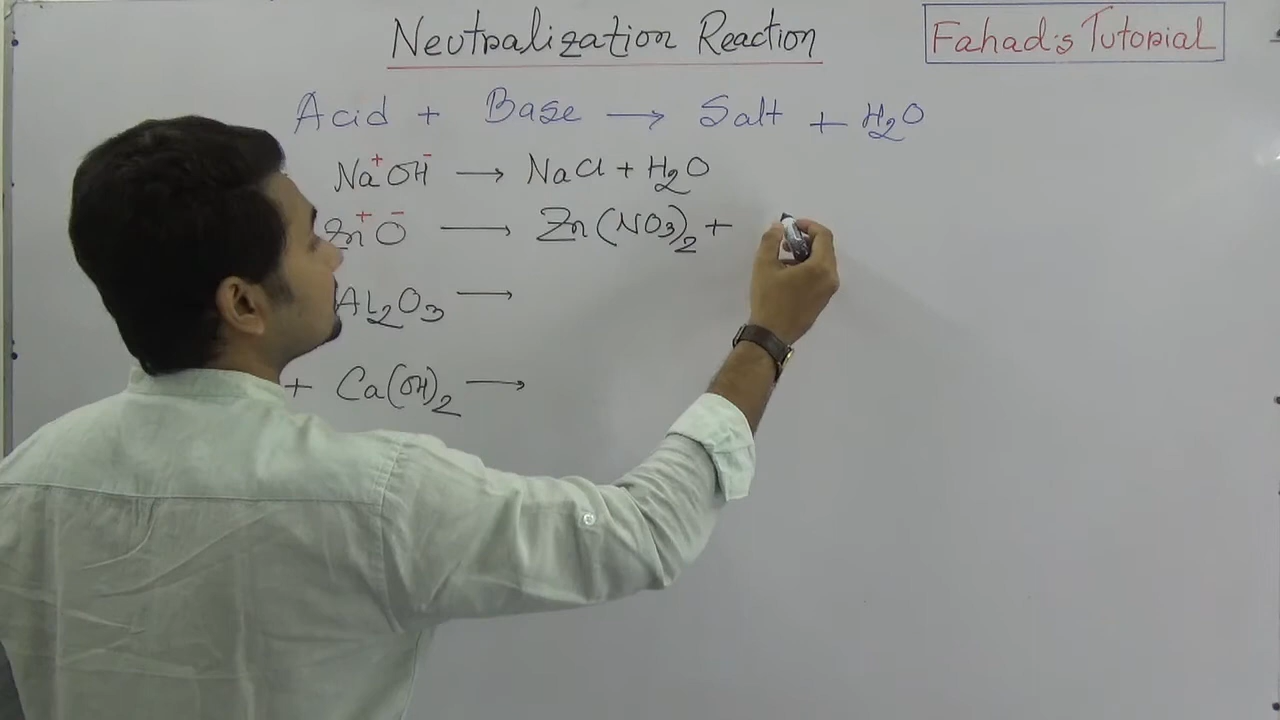 Neutralization Reaction
Fahad's Tutorial
Acid + Base → Salt + H₂O
Na⁺OH⁻ → NaCl + H₂O
Zn⁺O⁻ → Zn(NO₃)₂ +
Al₂O₃ →
+ Ca(OH)₂ →